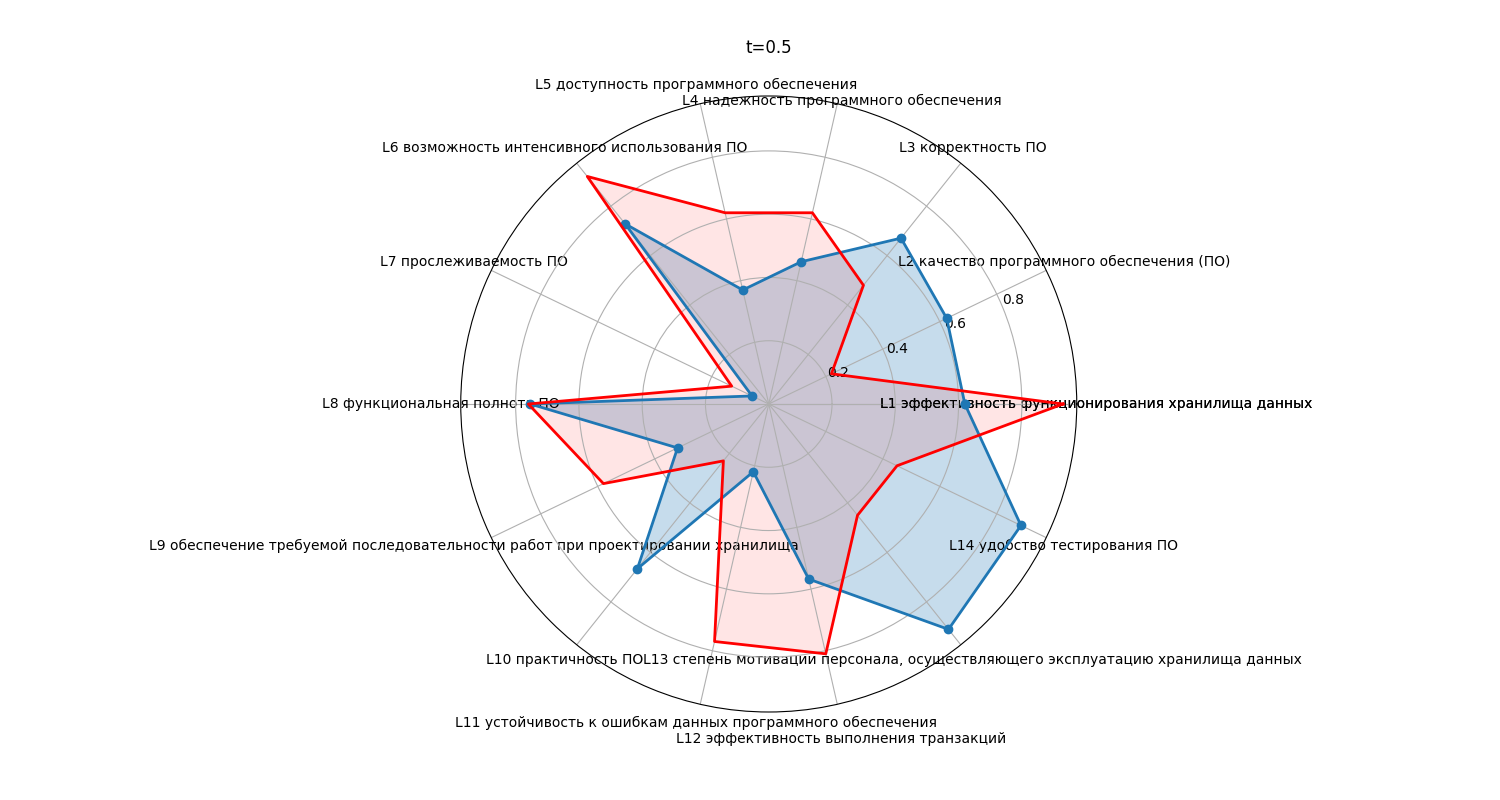 t=0.5
L5 доступность программного обеспечения
L4 надежность программного обеспечения
L6 возможность интенсивного использования ПО
L3 корректность ПО
L7 прослеживаемость ПО
L2 качество программного обеспечения (ПО)
0.8
0.6
0.4
0.2
L8 функциональная полнота ПО
L1 эффективность функционирования хранилища данных
L9 обеспечение требуемой последовательности работ при проектировании хранилища
L14 удобство тестирования ПО
L10 практичность ПО
L13 степень мотивации персонала, осуществляющего эксплуатацию хранилища данных
L11 устойчивость к ошибкам данных программного обеспечения
L12 эффективность выполнения транзакций